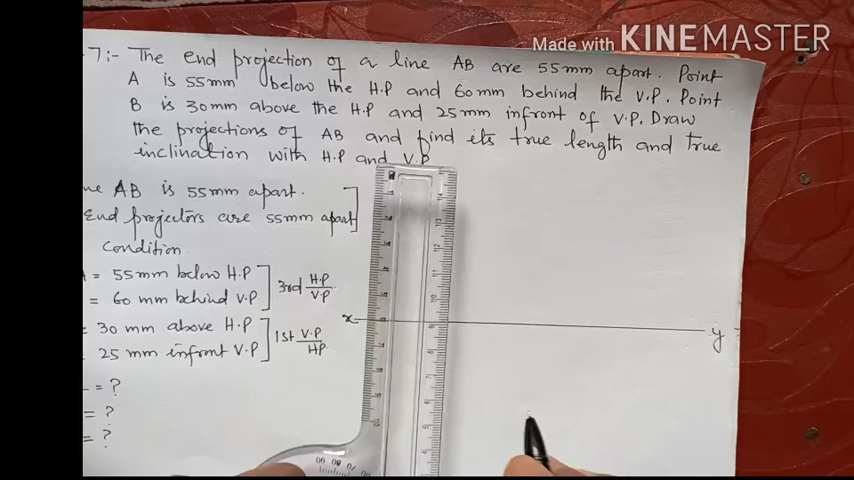 Made with KINEMASTER
7:- The end projection of a line AB are 55mm apart. Point
A is 55mm below the H.P and 60mm behind the V.P. Point
B is 30mm above the H.P and 25mm infront of V.P. Draw
the projections of AB and find its true length and true
inclination with H.P and V.P
ne AB is 55mm apart.
End projectors are 55mm apart
Condition
= 55mm below H.P
= 60 mm behind V.P
3rd H.P/V.P
= 30 mm above H.P
= 25 mm infront V.P
1st V.P/HP
= ?
= ?
= ?
x
y